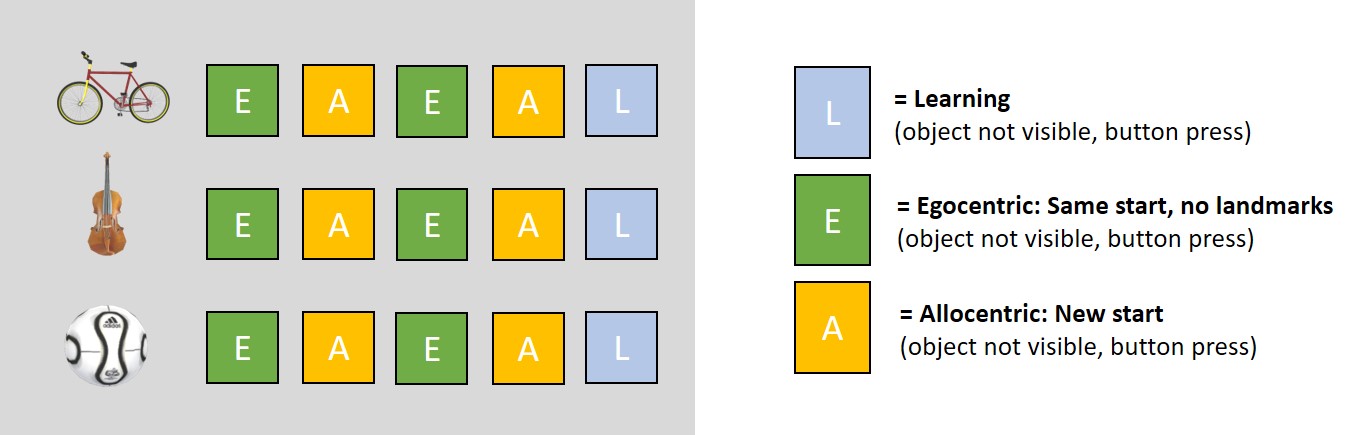 E A E A L
E A E A L
adidas
E A E A L
L
= Learning
(object not visible, button press)
E
= Egocentric: Same start, no landmarks
(object not visible, button press)
A
= Allocentric: New start
(object not visible, button press)